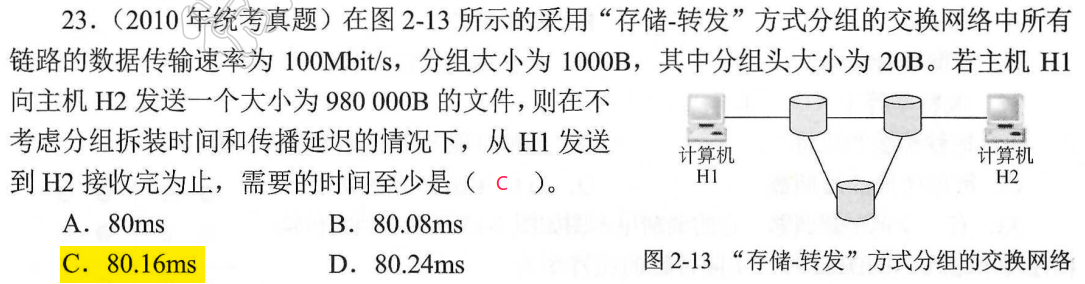 23.（2010 年统考真题）在图 2-13 所示的采用“存储-转发”方式分组的交换网络中所有
链路的数据传输速率为 100Mbit/s，分组大小为 1000B，其中分组头大小为 20B。若主机 H1
向主机 H2 发送一个大小为 980 000B 的文件，则在不
考虑分组拆装时间和传播延迟的情况下，从 H1 发送
到 H2 接收完为止，需要的时间至少是（ C ）。
A．80ms B．80.08ms
C．80.16ms D．80.24ms
计算机
H1
计算机
H2
图 2-13 “存储-转发”方式分组的交换网络